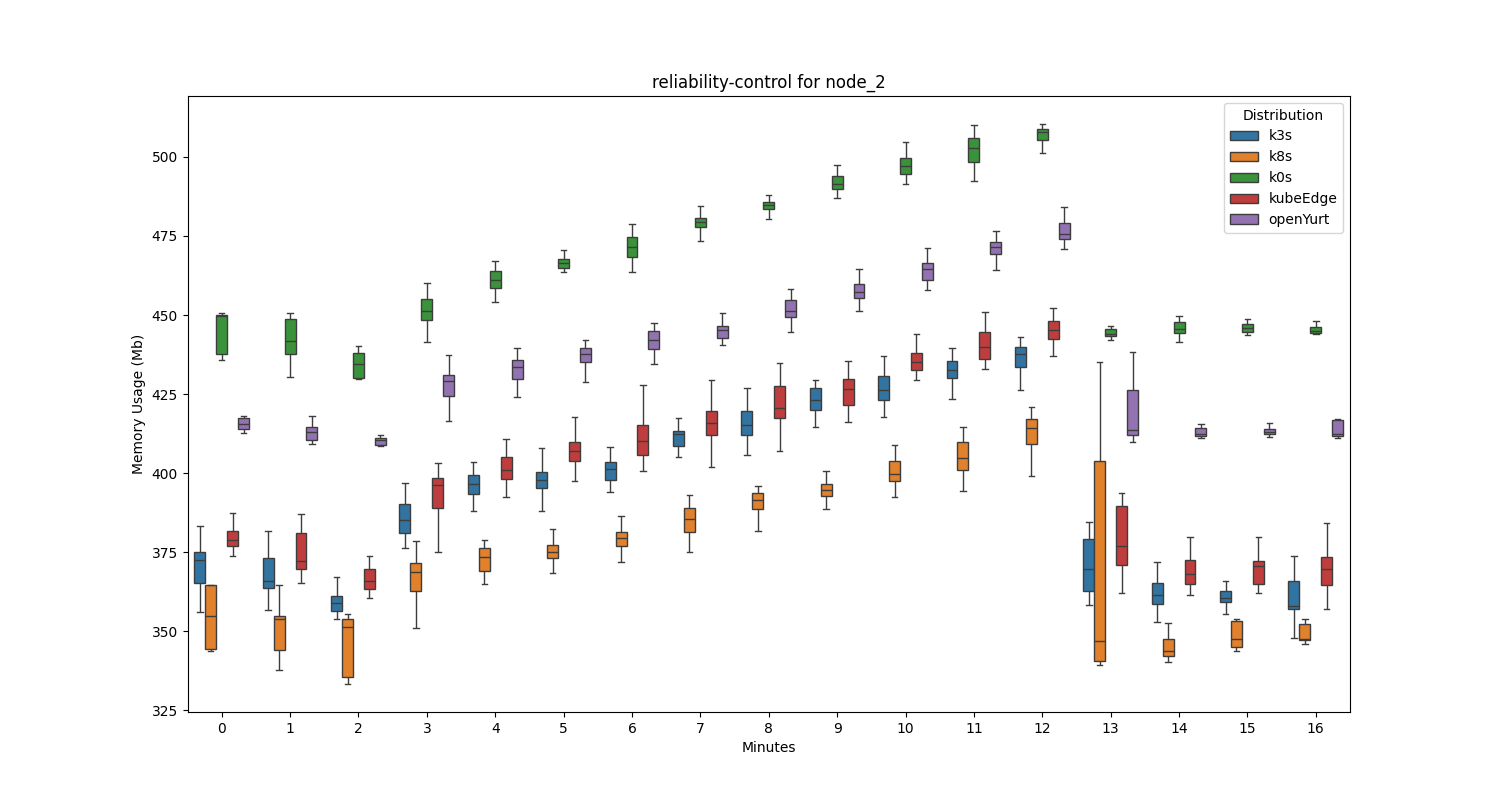 reliability-control for node_2
Memory Usage (Mb)
500
475
450
425
400
375
350
325
0 1 2 3 4 5 6 7 8 9 10 11 12 13 14 15 16
Minutes
Distribution
k3s
k8s
k0s
kubeEdge
openYurt